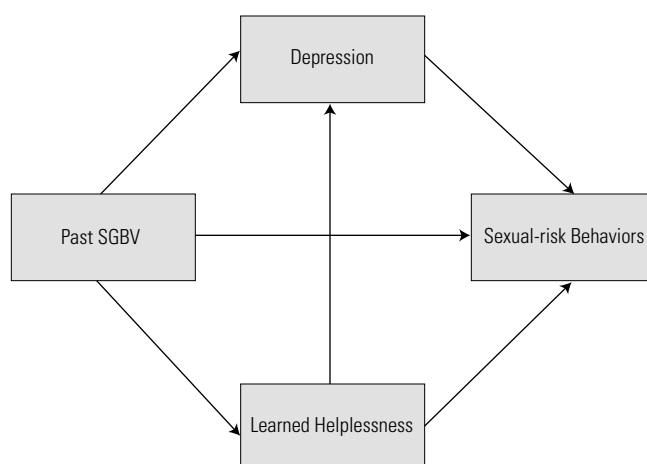 Depression
Past SGBV
Sexual-risk Behaviors
Learned Helplessness